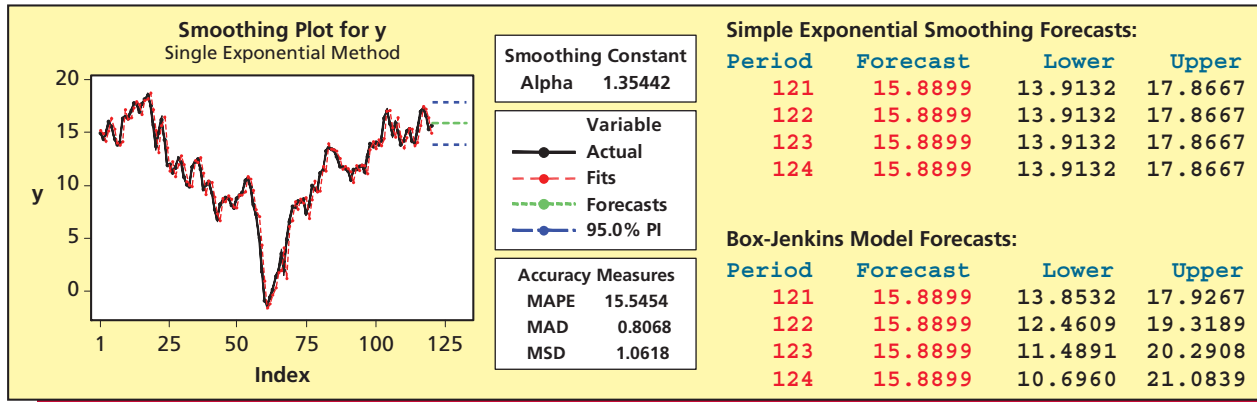 Smoothing Plot for y
Single Exponential Method
y
20
15
10
5
0
1 25 50 75 100 125
Index
Smoothing Constant
Alpha 1.35442
Variable
Actual
Fits
Forecasts
95.0% PI
Accuracy Measures
MAPE 15.5454
MAD 0.8068
MSD 1.0618
Simple Exponential Smoothing Forecasts:
Period Forecast Lower Upper
121 15.8899 13.9132 17.8667
122 15.8899 13.9132 17.8667
123 15.8899 13.9132 17.8667
124 15.8899 13.9132 17.8667
Box-Jenkins Model Forecasts:
Period Forecast Lower Upper
121 15.8899 13.8532 17.9267
122 15.8899 12.4609 19.3189
123 15.8899 11.4891 20.2908
124 15.8899 10.6960 21.0839